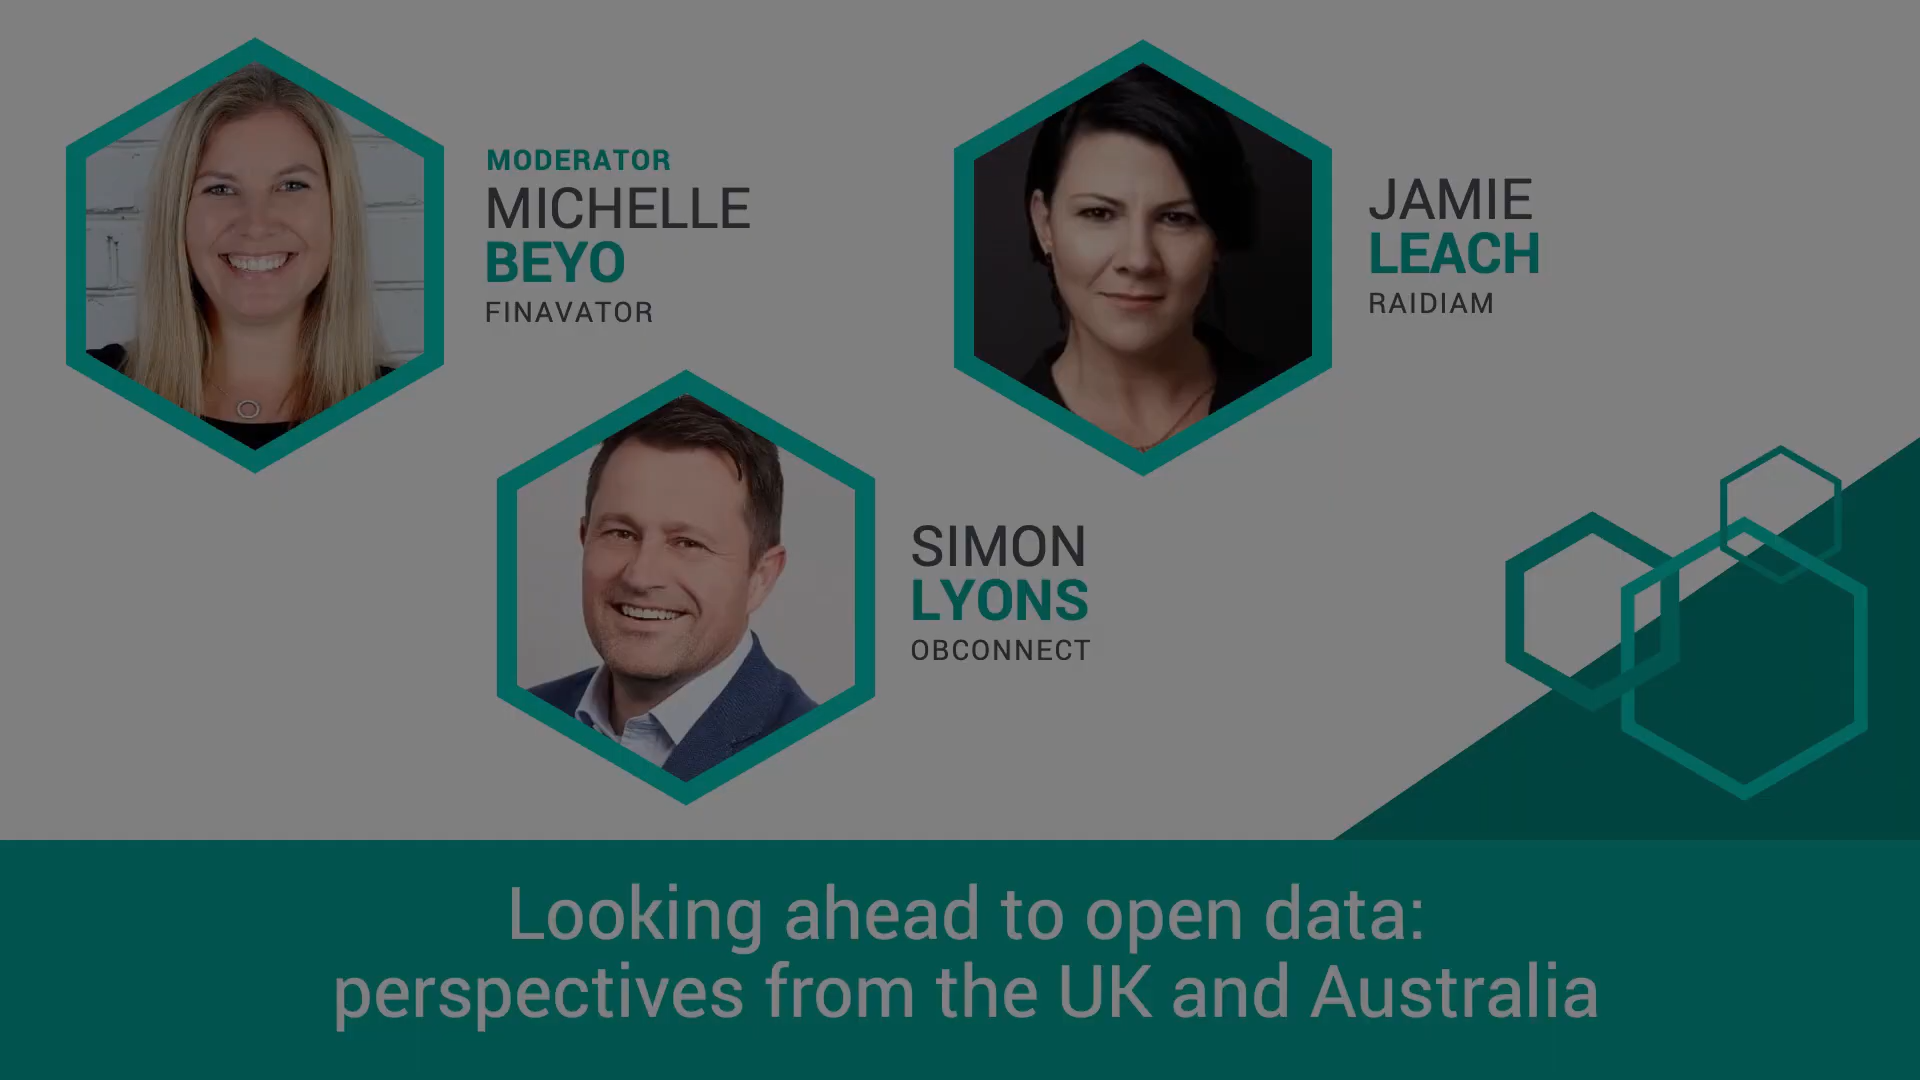 MODERATOR
MICHELLE
BEYO
FINAVATOR
JAMIE
LEACH
RAIDIAM
SIMON
LYONS
OBCONNECT
Looking ahead to open data:
perspectives from the UK and Australia